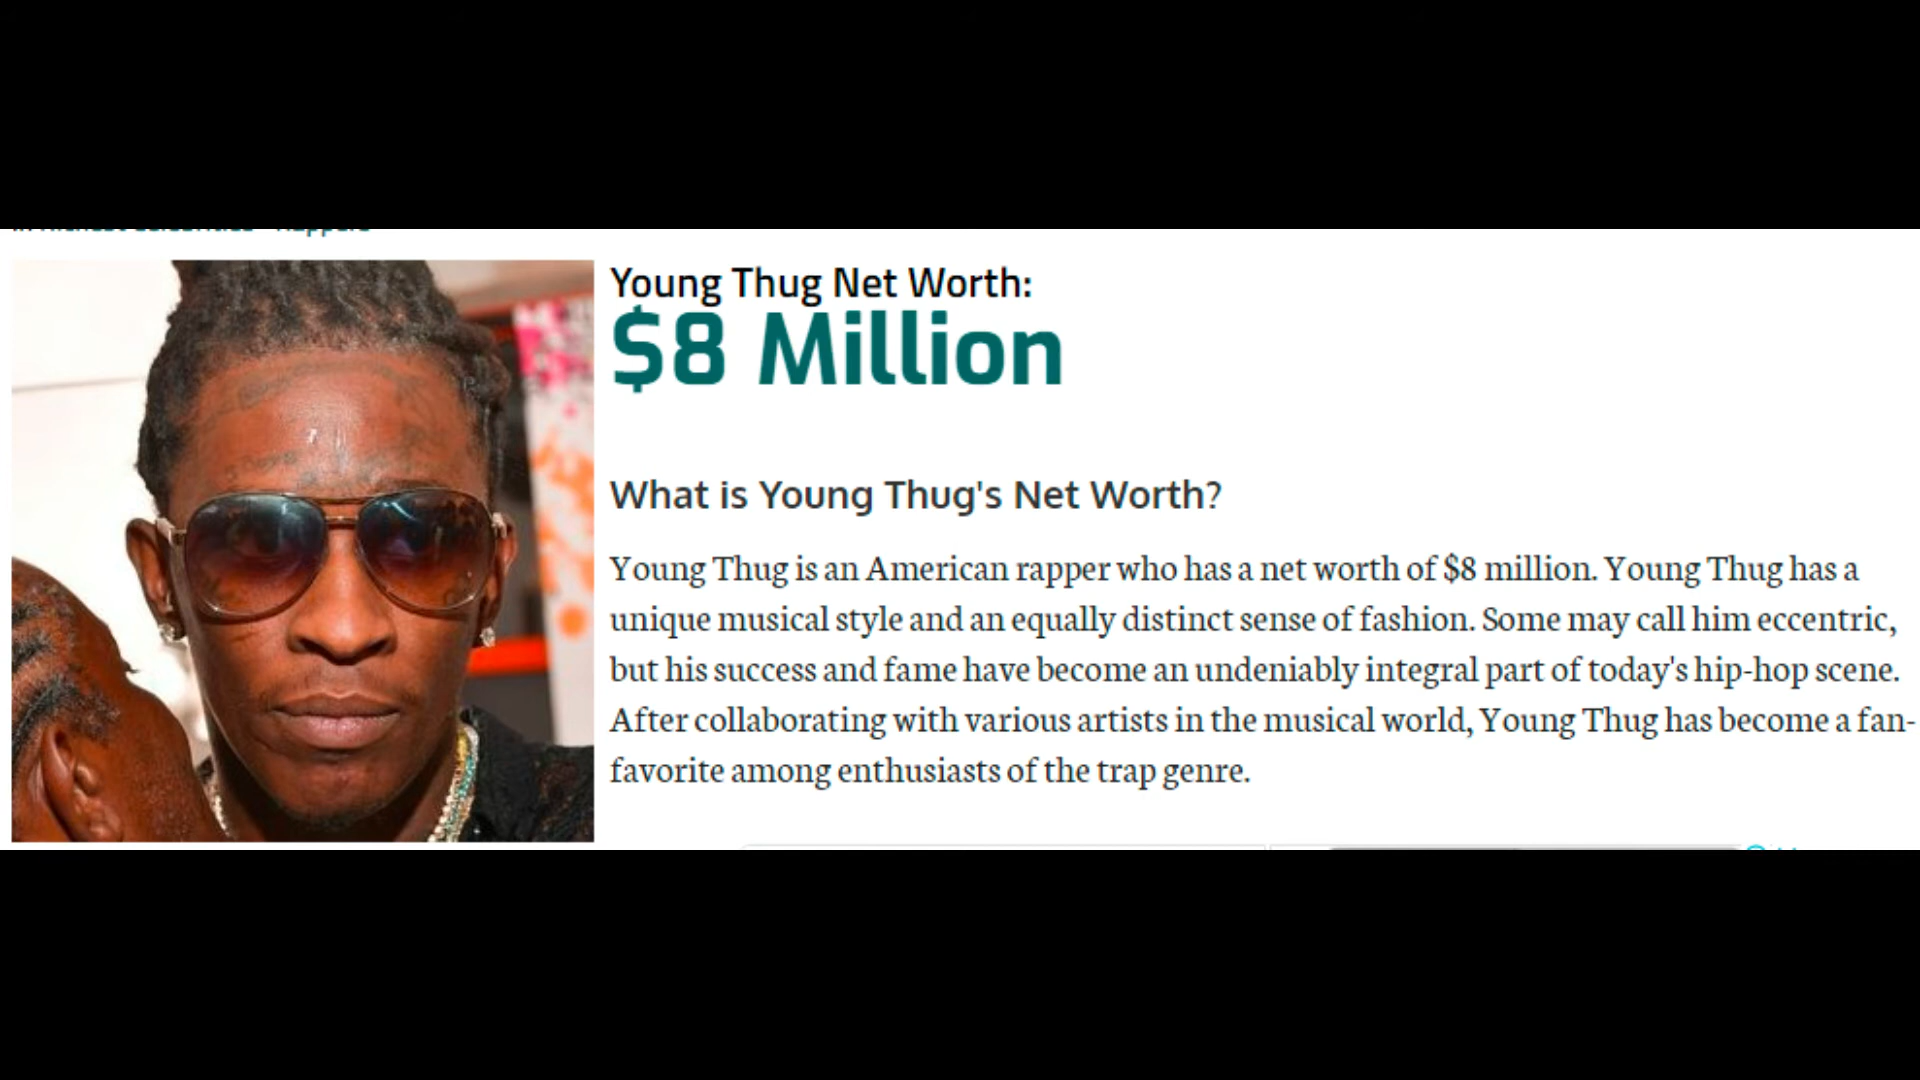 Young Thug Net Worth:
$8 Million
What is Young Thug's Net Worth?
Young Thug is an American rapper who has a net worth of $8 million. Young Thug has a
unique musical style and an equally distinct sense of fashion. Some may call him eccentric,
but his success and fame have become an undeniably integral part of today's hip-hop scene.
After collaborating with various artists in the musical world, Young Thug has become a fan-
favorite among enthusiasts of the trap genre.